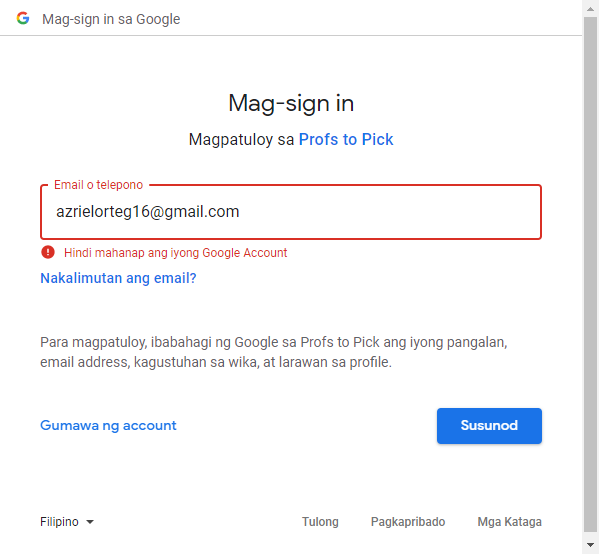 Mag-sign in sa Google
Mag-sign in
Magpatuloy sa Profs to Pick
Email o telepono
azrielorteg16@gmail.com
Hindi mahanap ang iyong Google Account
Nakalimutan ang email?
Para magpatuloy, ibabahagi ng Google sa Profs to Pick ang iyong pangalan,
email address, kagustuhan sa wika, at larawan sa profile.
Gumawa ng account
Susunod
Filipino
Tulong
Pagkapribado
Mga Kataga